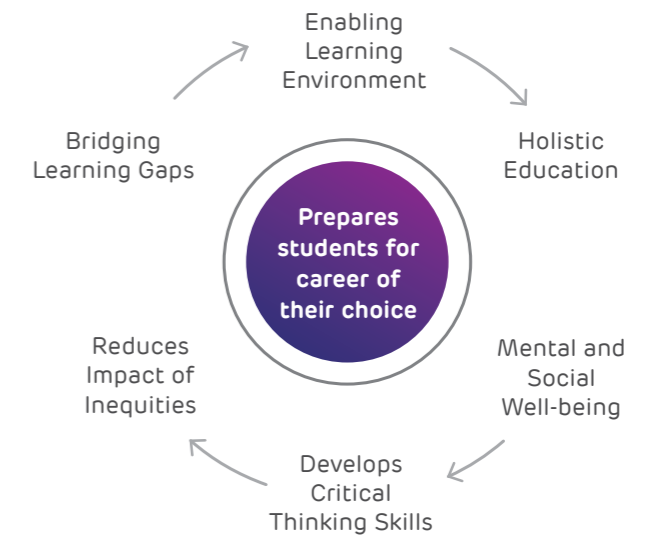 Enabling
Learning
Environment
Holistic
Education
Mental and
Social
Well-being
Develops
Critical
Thinking Skills
Reduces
Impact of
Inequities
Bridging
Learning Gaps
Prepares
students for
career of
their choice